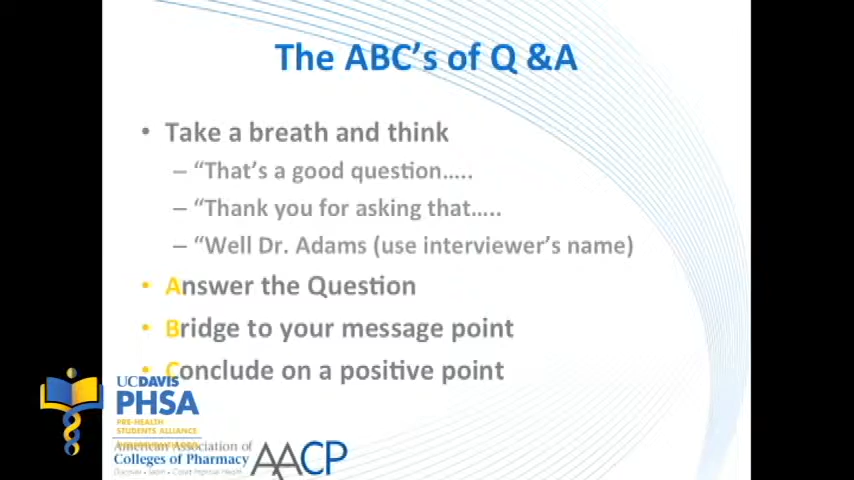 The ABC's of Q &A
• Take a breath and think
– "That's a good question.....
– "Thank you for asking that.....
– "Well Dr. Adams (use interviewer's name)
• Answer the Question
• Bridge to your message point
• Conclude on a positive point
UCDAVIS
PHSA
PRE-HEALTH
STUDENTS ALLIANCE
American Association of
Colleges of Pharmacy
AACP